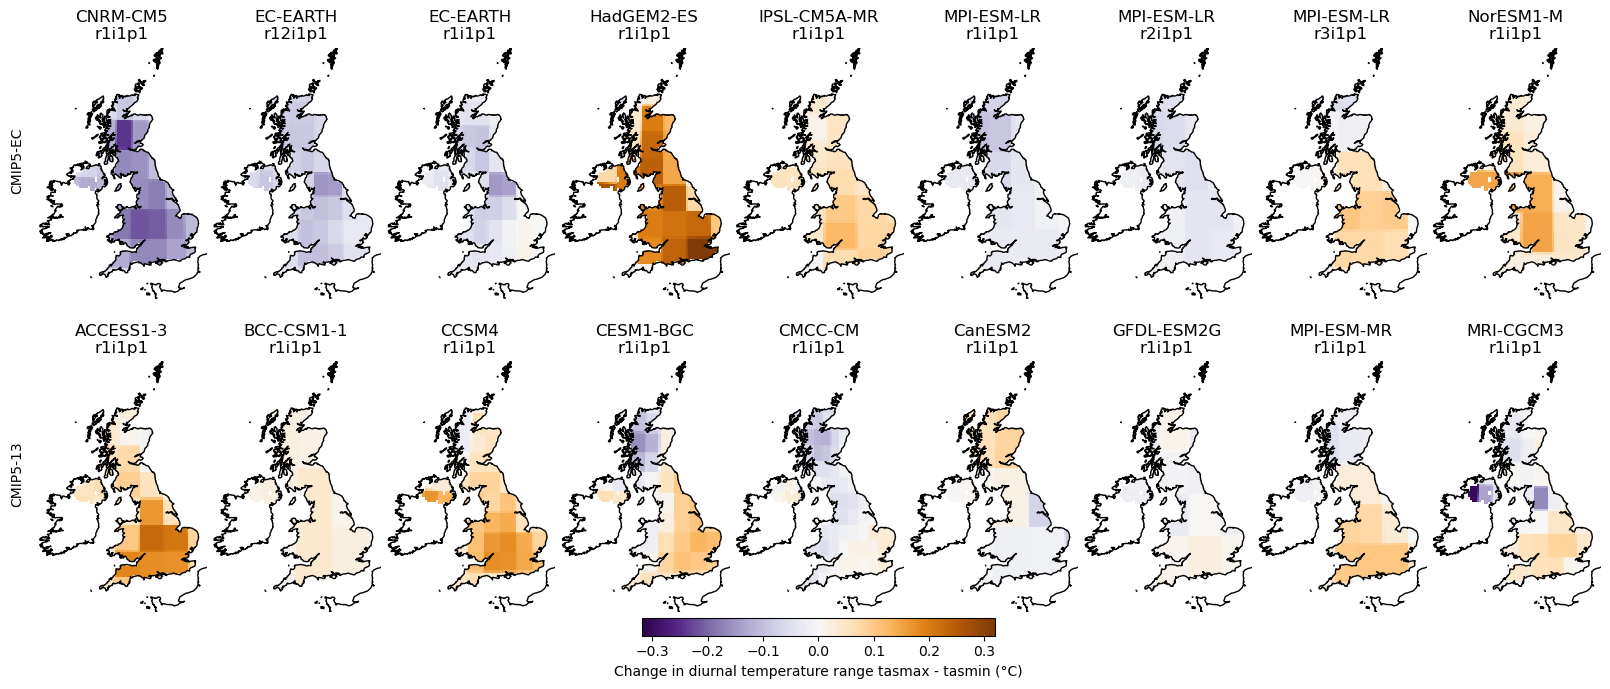 CNRM-CM5
r1i1p1
EC-EARTH
r12i1p1
EC-EARTH
r1i1p1
HadGEM2-ES
r1i1p1
IPSL-CM5A-MR
r1i1p1
MPI-ESM-LR
r1i1p1
MPI-ESM-LR
r2i1p1
MPI-ESM-LR
r3i1p1
NorESM1-M
r1i1p1
CMIP5-EC
ACCESS1-3
r1i1p1
BCC-CSM1-1
r1i1p1
CCSM4
r1i1p1
CESM1-BGC
r1i1p1
CMCC-CM
r1i1p1
CanESM2
r1i1p1
GFDL-ESM2G
r1i1p1
MPI-ESM-MR
r1i1p1
MRI-CGCM3
r1i1p1
CMIP5-13
−0.3 −0.2 −0.1 0.0 0.1 0.2 0.3
Change in diurnal temperature range tasmax - tasmin (°C)